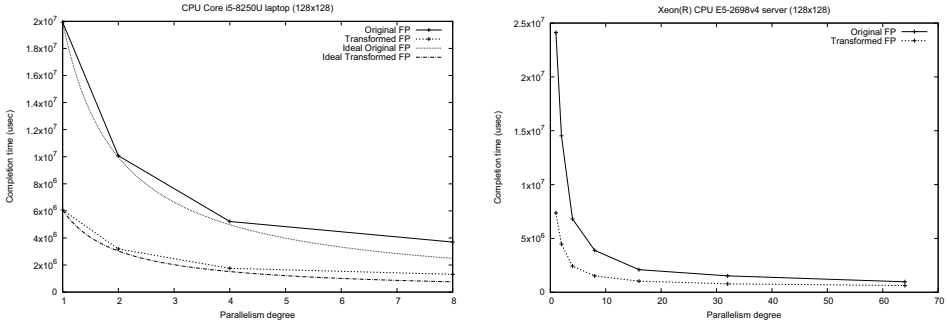 CPU Core i5-8250U laptop (128x128)
Completion time (usec)
2x10^7
1.8x10^7
1.6x10^7
1.4x10^7
1.2x10^7
1x10^7
8x10^6
6x10^6
4x10^6
2x10^6
0
Original FP
Transformed FP
Ideal Original FP
Ideal Transformed FP
1 2 3 4 5 6 7 8
Parallelism degree
Xeon(R) CPU E5-2698v4 server (128x128)
Completion time (usec)
2.5x10^7
2x10^7
1.5x10^7
1x10^7
5x10^6
0
Original FP
Transformed FP
0 10 20 30 40 50 60 70
Parallelism degree